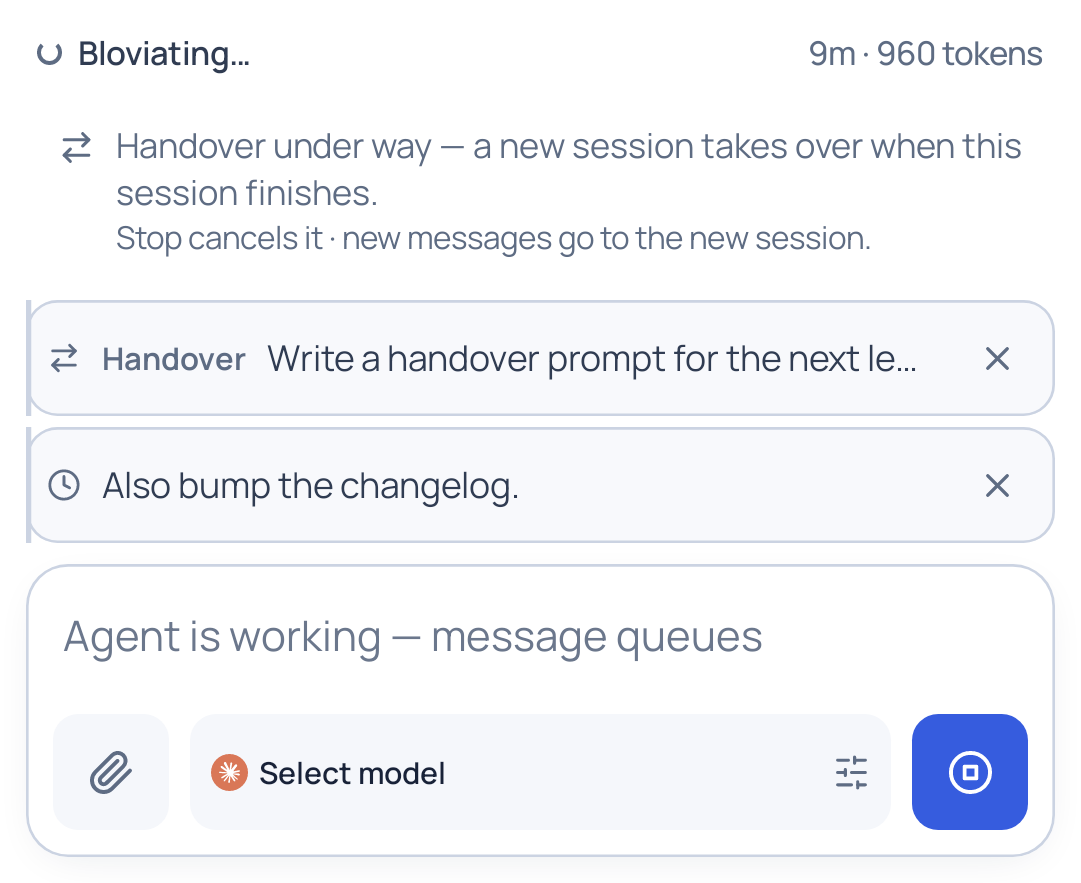 Bloviating...
9m · 960 tokens
Handover under way — a new session takes over when this
session finishes.
Stop cancels it · new messages go to the new session.
Handover Write a handover prompt for the next le...
Also bump the changelog.
Agent is working — message queues
Select model